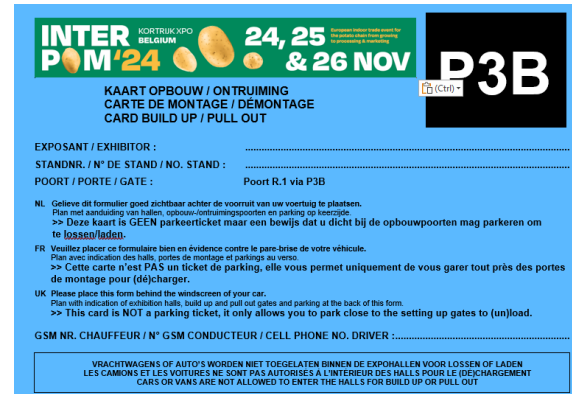 INTER
POM'24
KORTRIJK XPO
BELGIUM
24, 25
& 26 NOV
European indoor trade event for
the potato chain from growing
to processing & marketing
P3B
(Ctrl)
KAART OPBOUW / ONTRUIMING
CARTE DE MONTAGE / DÉMONTAGE
CARD BUILD UP / PULL OUT
EXPOSANT / EXHIBITOR : ................................................
STANDNR. / N° DE STAND / NO. STAND : ................................................
POORT / PORTE / GATE : Poort R.1 via P3B
NL Gelieve dit formulier goed zichtbaar achter de voorruit van uw voertuig te plaatsen.
Plan met aanduiding van hallen, opbouw-/ontruimingspoorten en parking op keerzijde.
>> Deze kaart is GEEN parkeerticket maar een bewijs dat u dicht bij de opbouwpoorten mag parkeren om
te lossen/laden.
FR Veuillez placer ce formulaire bien en évidence contre le pare-brise de votre véhicule.
Plan avec indication des halls, portes de montage et parkings au verso.
>> Cette carte n'est PAS un ticket de parking, elle vous permet uniquement de vous garer tout près des portes
de montage pour (dé)charger.
UK Please place this form behind the windscreen of your car.
Plan with indication of exhibition halls, build up and pull out gates and parking at the back of this form.
>> This card is NOT a parking ticket, it only allows you to park close to the setting up gates to (un)load.
GSM NR. CHAUFFEUR / N° GSM CONDUCTEUR / CELL PHONE NO. DRIVER :................................................
VRACHTWAGENS OF AUTO'S WORDEN NIET TOEGELATEN BINNEN DE EXPOHALLEN VOOR LOSSEN OF LADEN
LES CAMIONS ET LES VOITURES NE SONT PAS AUTORISÉS À L'INTÉRIEUR DES HALLS POUR LE (DÉ)CHARGEMENT
CARS OR VANS ARE NOT ALLOWED TO ENTER THE HALLS FOR BUILD UP OR PULL OUT